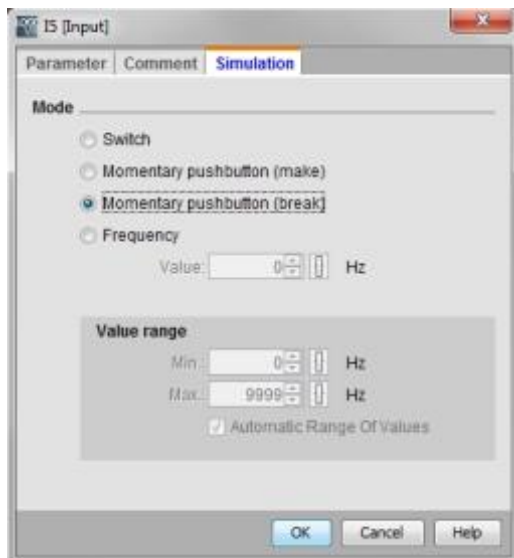 I5 [Input]
Parameter Comment Simulation
Mode
Switch
Momentary pushbutton (make)
Momentary pushbutton (break)
Frequency
Value: 0 Hz
Value range
Min.: 0 Hz
Max.: 9999 Hz
Automatic Range Of Values
OK Cancel Help